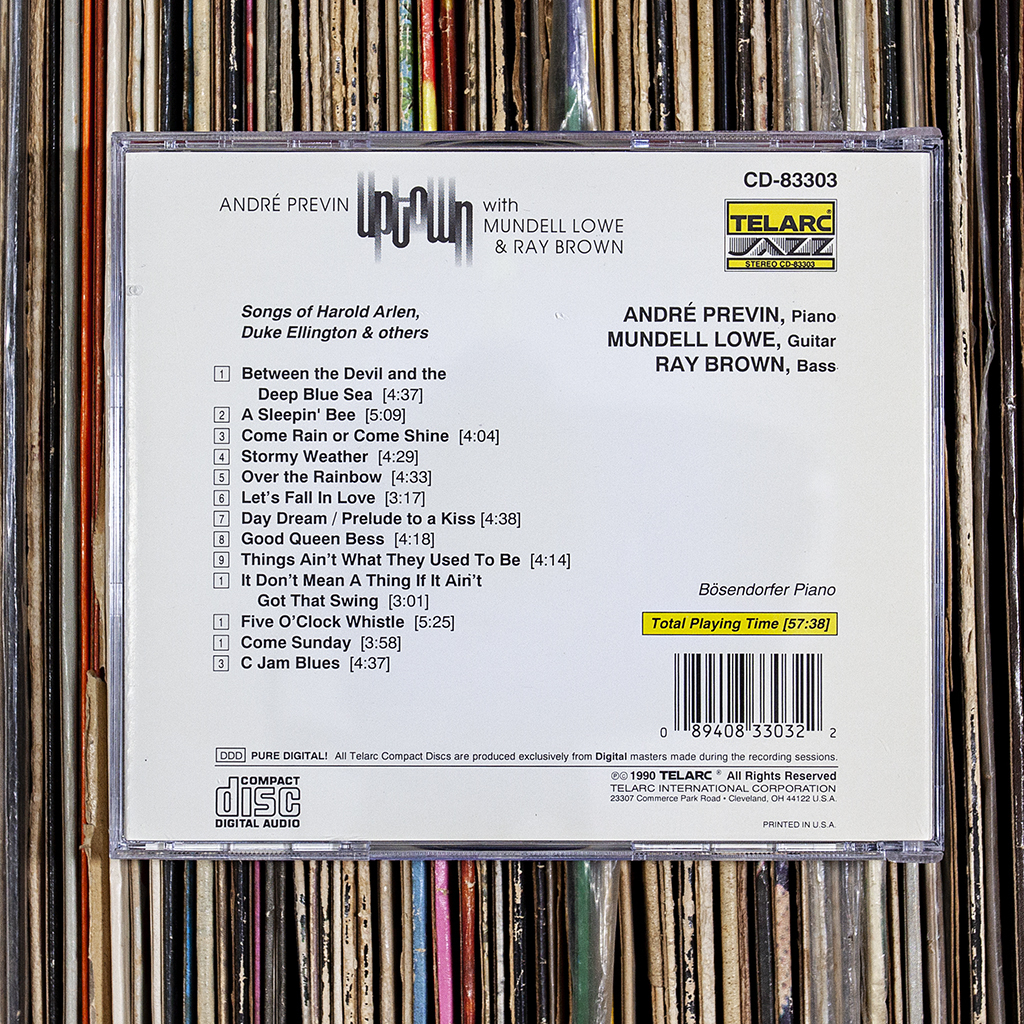 ANDRÉ PREVIN uptown with
MUNDELL LOWE
& RAY BROWN
CD-83303
TELARC®
JAZZ
STEREO CD-83303
Songs of Harold Arlen,
Duke Ellington & others
ANDRÉ PREVIN, Piano
MUNDELL LOWE, Guitar
RAY BROWN, Bass
1 Between the Devil and the
Deep Blue Sea [4:37]
2 A Sleepin' Bee [5:09]
3 Come Rain or Come Shine [4:04]
4 Stormy Weather [4:29]
5 Over the Rainbow [4:33]
6 Let's Fall In Love [3:17]
7 Day Dream / Prelude to a Kiss [4:38]
8 Good Queen Bess [4:18]
9 Things Ain't What They Used To Be [4:14]
1 It Don't Mean A Thing If It Ain't
Got That Swing [3:01]
1 Five O'Clock Whistle [5:25]
1 Come Sunday [3:58]
3 C Jam Blues [4:37]
Bösendorfer Piano
Total Playing Time [57:38]
0 89408 33032 2
DDD PURE DIGITAL! All Telarc Compact Discs are produced exclusively from Digital masters made during the recording sessions.
COMPACT
disc
DIGITAL AUDIO
℗© 1990 TELARC® All Rights Reserved
TELARC INTERNATIONAL CORPORATION
23307 Commerce Park Road • Cleveland, OH 44122 U.S.A.
PRINTED IN U.S.A.